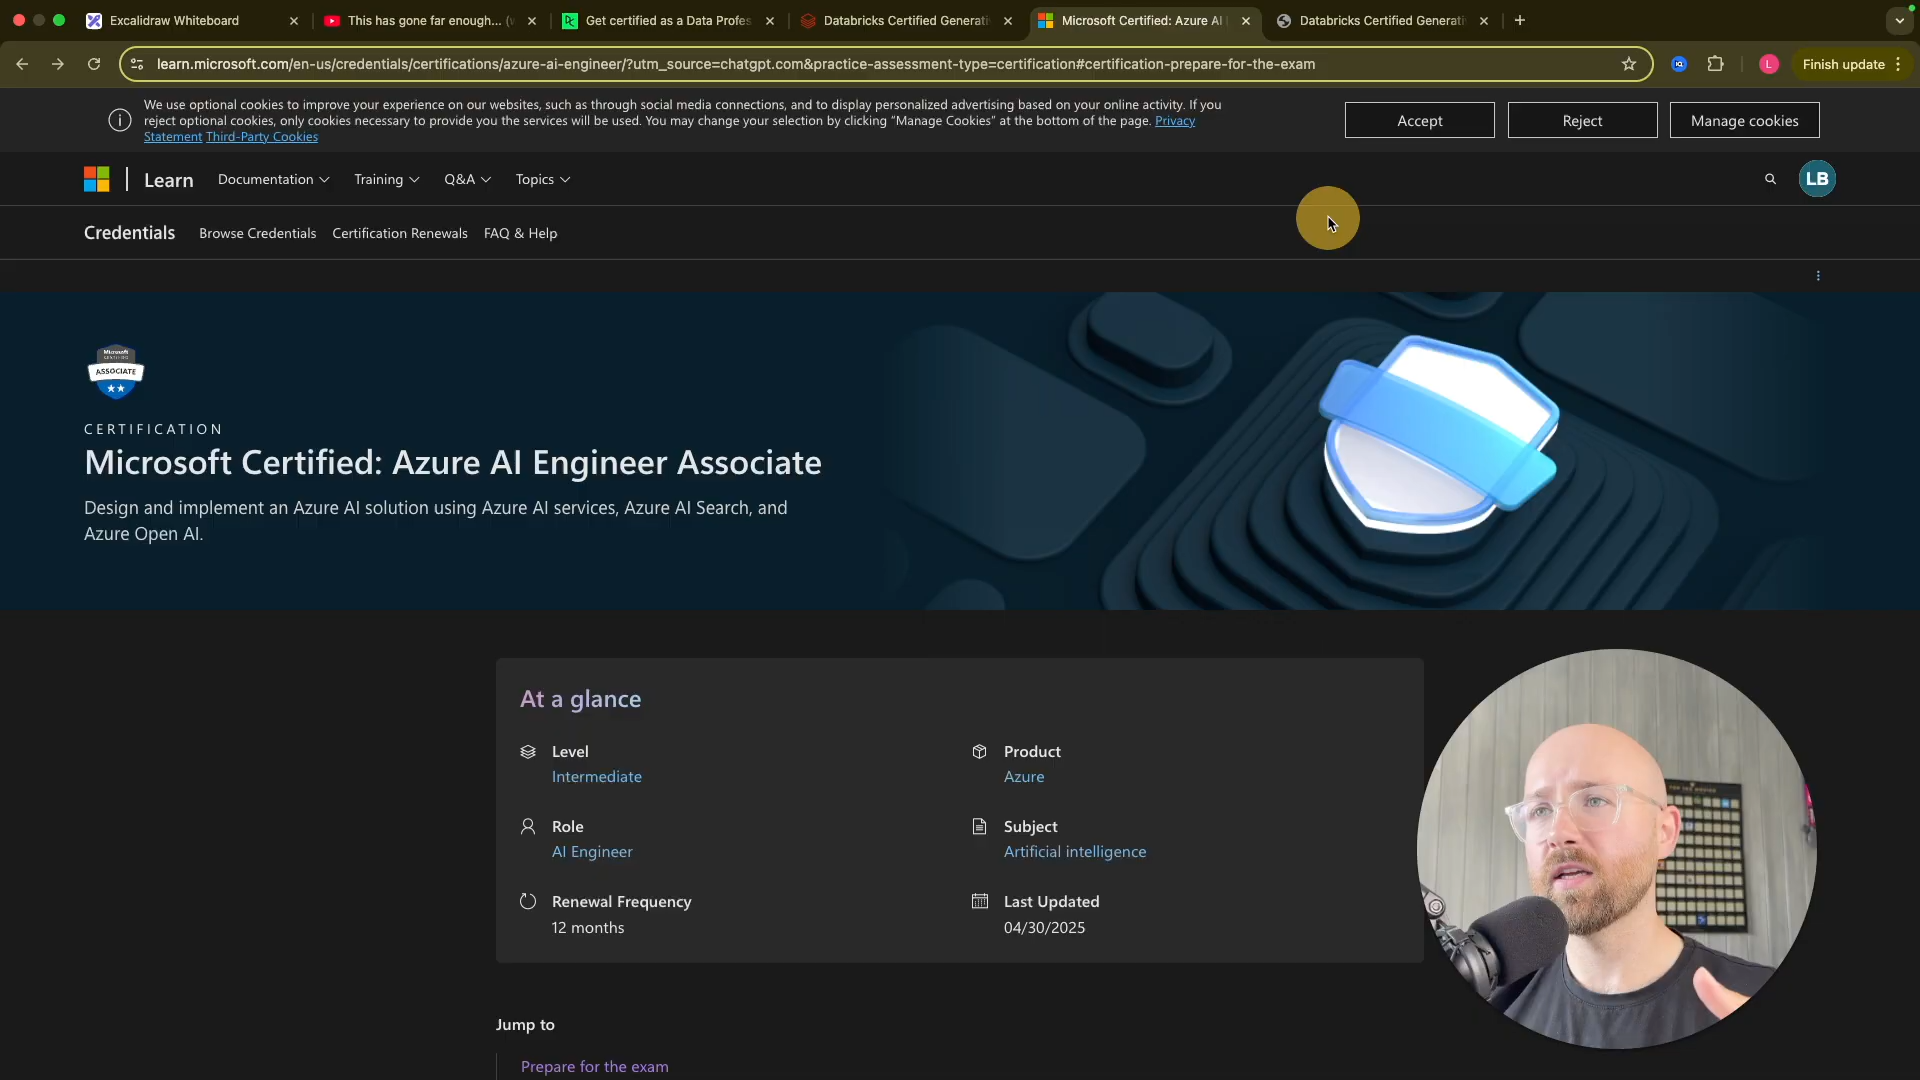 Excalidraw Whiteboard
This has gone far enough... (w
Get certified as a Data Profes
Databricks Certified Generati
Microsoft Certified: Azure AI
Databricks Certified Generati
learn.microsoft.com/en-us/credentials/certifications/azure-ai-engineer/?utm_source=chatgpt.com&practice-assessment-type=certification#certification-prepare-for-the-exam
L
Finish update
We use optional cookies to improve your experience on our websites, such as through social media connections, and to display personalized advertising based on your online activity. If you
reject optional cookies, only cookies necessary to provide you the services will be used. You may change your selection by clicking “Manage Cookies” at the bottom of the page. Privacy
Statement Third-Party Cookies
Accept
Reject
Manage cookies
Learn
Documentation
Training
Q&A
Topics
LB
Credentials
Browse Credentials
Certification Renewals
FAQ & Help
Microsoft
CERTIFIED
ASSOCIATE
CERTIFICATION
Microsoft Certified: Azure AI Engineer Associate
Design and implement an Azure AI solution using Azure AI services, Azure AI Search, and
Azure Open AI.
At a glance
Level
Intermediate
Product
Azure
Role
AI Engineer
Subject
Artificial intelligence
Renewal Frequency
12 months
Last Updated
04/30/2025
Jump to
Prepare for the exam